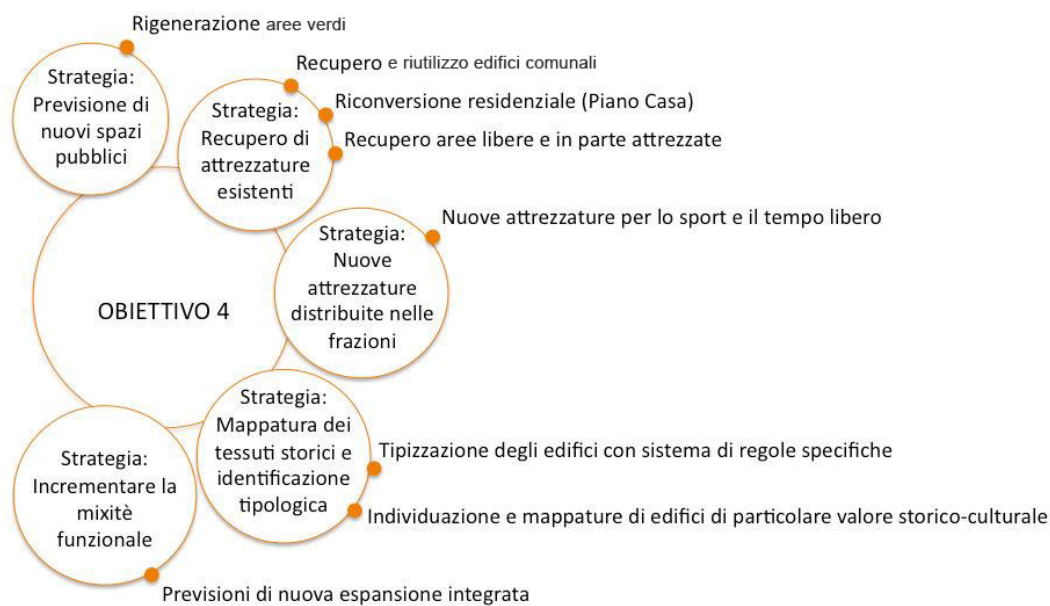 Rigenerazione aree verdi
Strategia:
Previsione di
nuovi spazi
pubblici
Recupero e riutilizzo edifici comunali
Riconversione residenziale (Piano Casa)
Recupero aree libere e in parte attrezzate
Strategia:
Recupero di
attrezzature
esistenti
Nuove attrezzature per lo sport e il tempo libero
Strategia:
Nuove
attrezzature
distribuite nelle
frazioni
OBIETTIVO 4
Strategia:
Mappatura dei
tessuti storici e
identificazione
tipologica
Tipizzazione degli edifici con sistema di regole specifiche
Individuazione e mappature di edifici di particolare valore storico-culturale
Strategia:
Incrementare la
mixitè
funzionale
Previsioni di nuova espansione integrata